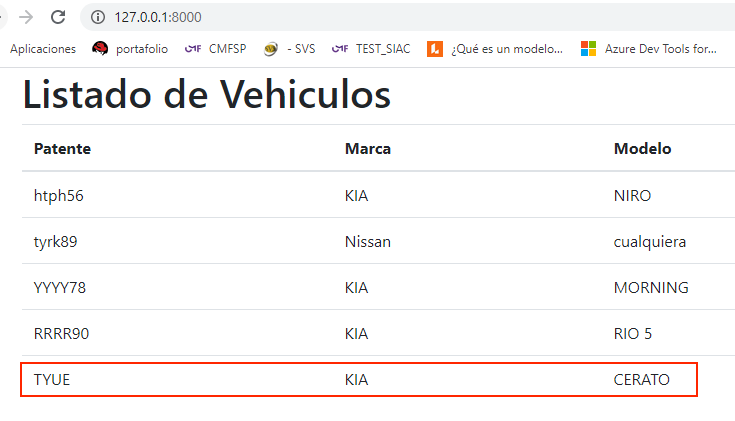 127.0.0.1:8000
Aplicaciones portafolio CMFSP - SVS TEST_SIAC ¿Qué es un modelo... Azure Dev Tools for...
Listado de Vehiculos
Patente Marca Modelo
htph56 KIA NIRO
tyrk89 Nissan cualquiera
YYYY78 KIA MORNING
RRRR90 KIA RIO 5
TYUE KIA CERATO